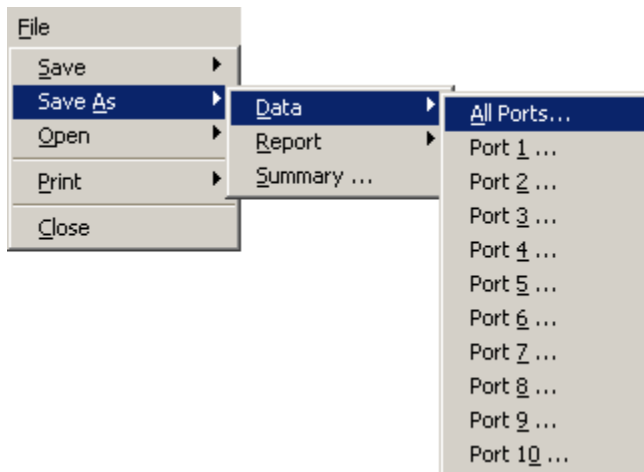 File
Save
Save As
Open
Print
Close
Data
Report
Summary ...
All Ports...
Port 1 ...
Port 2 ...
Port 3 ...
Port 4 ...
Port 5 ...
Port 6 ...
Port 7 ...
Port 8 ...
Port 9 ...
Port 10 ...